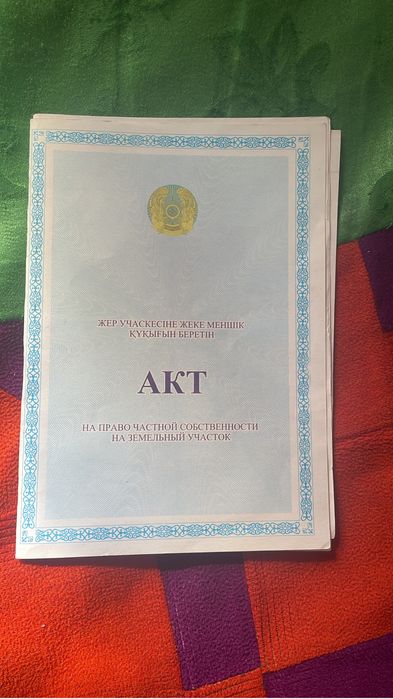 ЖЕР УЧАСКЕСІНЕ ЖЕКЕ МЕНШІК
ҚҰҚЫҒЫН БЕРЕТІН
АКТ
НА ПРАВО ЧАСТНОЙ СОБСТВЕННОСТИ
НА ЗЕМЕЛЬНЫЙ УЧАСТОК